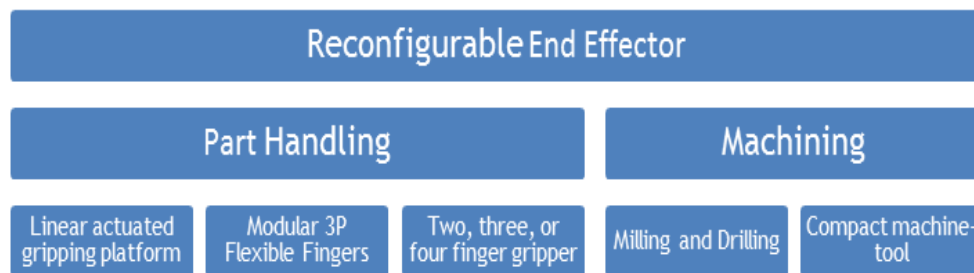 Reconfigurable End Effector
Part Handling
Machining
Linear actuated
gripping platform
Modular 3P
Flexible Fingers
Two, three, or
four finger gripper
Milling and Drilling
Compact machine-
tool